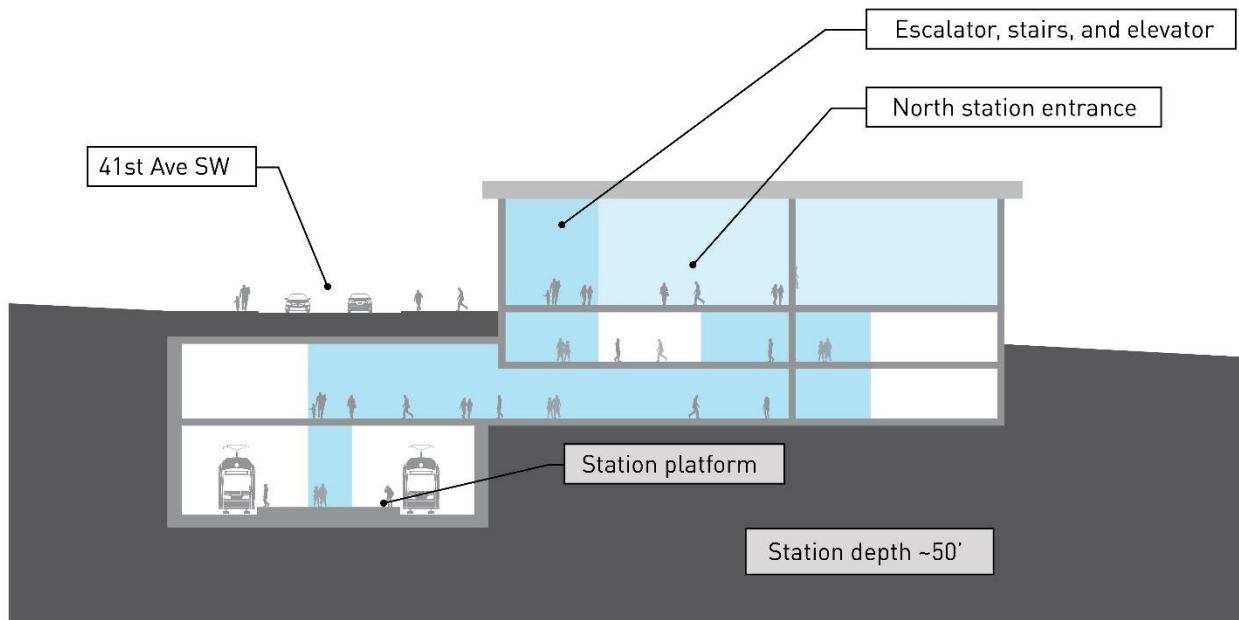 Escalator, stairs, and elevator
North station entrance
41st Ave SW
Station platform
Station depth ~50’